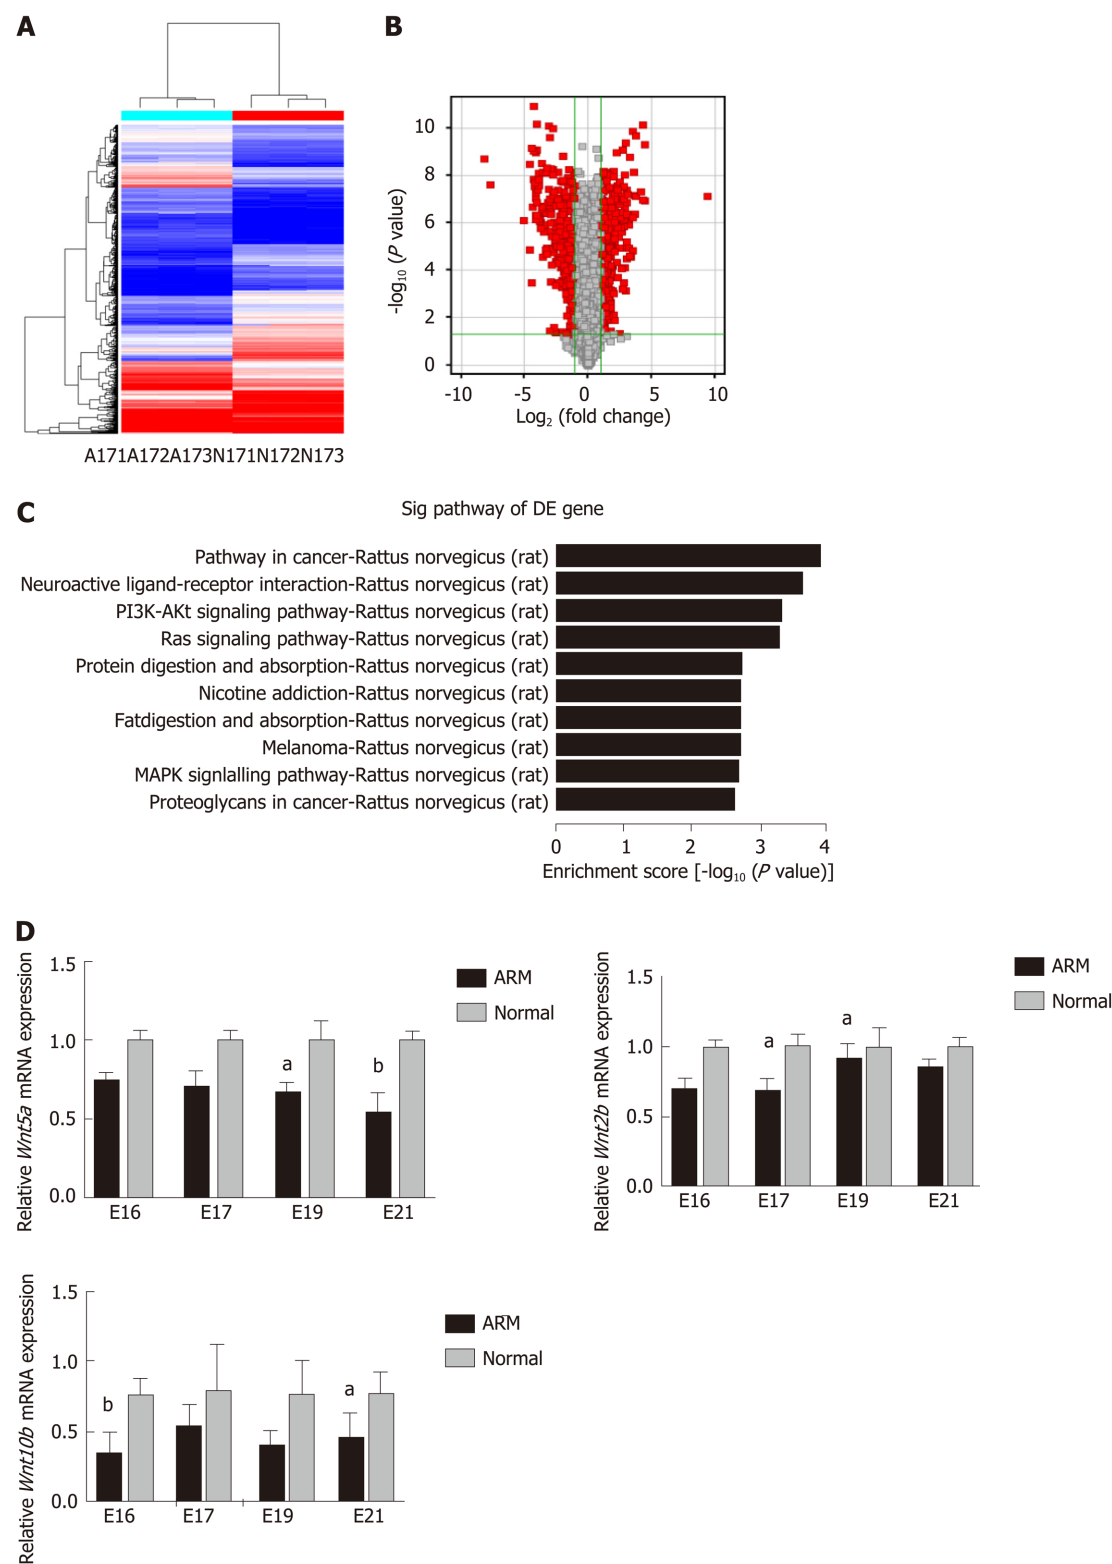 A
B
A171A172A173N171N172N173
-log10 (P value)
10
8
6
4
2
0
-10 -5 0 5 10
Log2 (fold change)
C
Sig pathway of DE gene
Pathway in cancer-Rattus norvegicus (rat)
Neuroactive ligand-receptor interaction-Rattus norvegicus (rat)
PI3K-AKt signaling pathway-Rattus norvegicus (rat)
Ras signaling pathway-Rattus norvegicus (rat)
Protein digestion and absorption-Rattus norvegicus (rat)
Nicotine addiction-Rattus norvegicus (rat)
Fatdigestion and absorption-Rattus norvegicus (rat)
Melanoma-Rattus norvegicus (rat)
MAPK signlalling pathway-Rattus norvegicus (rat)
Proteoglycans in cancer-Rattus norvegicus (rat)
0 1 2 3 4
Enrichment score [-log10 (P value)]
D
Relative Wnt5a mRNA expression
1.5
1.0
0.5
0.0
a
b
E16 E17 E19 E21
ARM
Normal
Relative Wnt2b mRNA expression
1.5
1.0
0.5
0.0
a
a
E16 E17 E19 E21
ARM
Normal
Relative Wnt10b mRNA expression
1.5
1.0
0.5
0.0
b
a
E16 E17 E19 E21
ARM
Normal